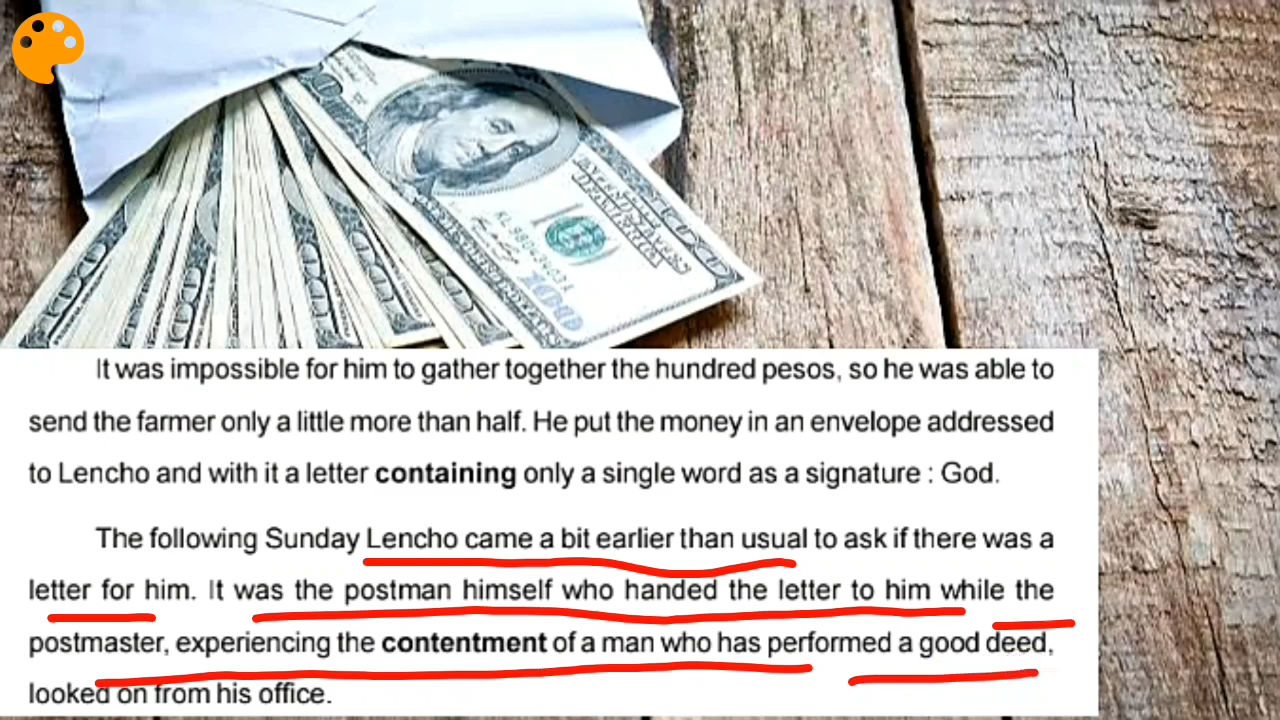 It was impossible for him to gather together the hundred pesos, so he was able to
send the farmer only a little more than half. He put the money in an envelope addressed
to Lencho and with it a letter containing only a single word as a signature : God.
The following Sunday Lencho came a bit earlier than usual to ask if there was a
letter for him. It was the postman himself who handed the letter to him while the
postmaster, experiencing the contentment of a man who has performed a good deed,
looked on from his office.